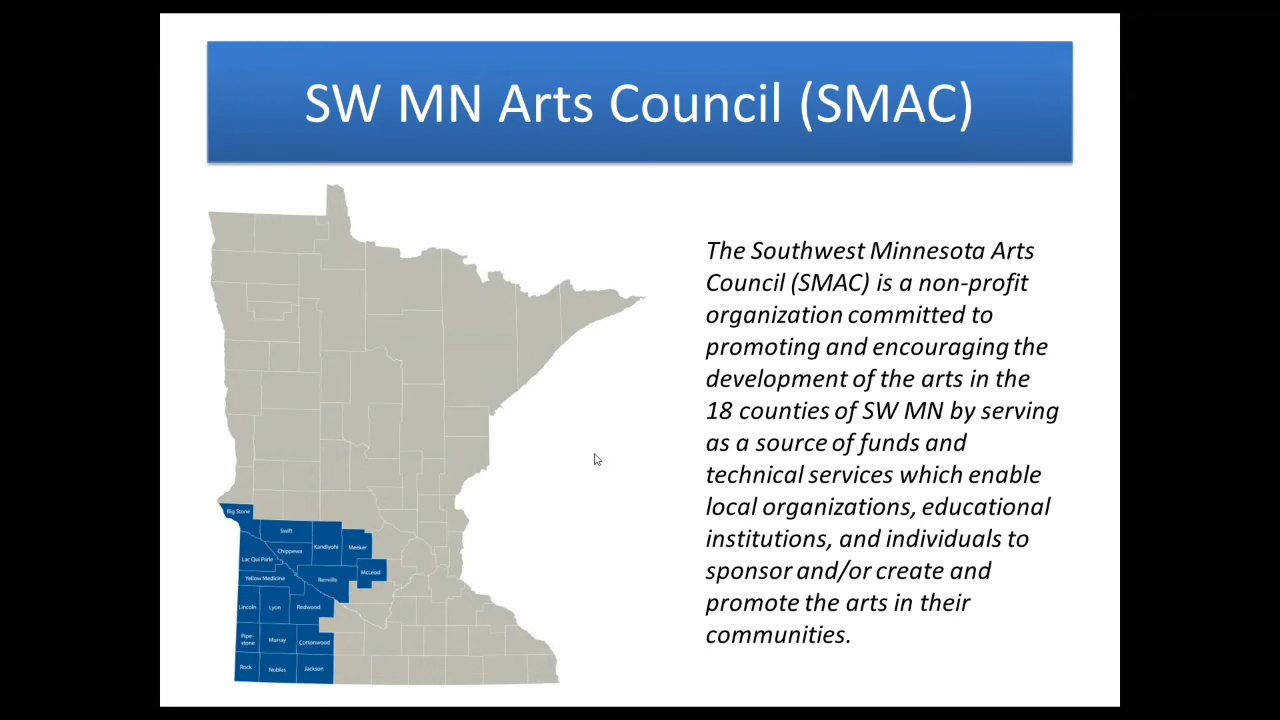 SW MN Arts Council (SMAC)
The Southwest Minnesota Arts
Council (SMAC) is a non-profit
organization committed to
promoting and encouraging the
development of the arts in the
18 counties of SW MN by serving
as a source of funds and
technical services which enable
local organizations, educational
institutions, and individuals to
sponsor and/or create and
promote the arts in their
communities.
Big Stone
Swift
Kandiyohi
Meeker
Chippewa
Lac Qui Parle
McLeod
Yellow Medicine
Renville
Lincoln
Lyon
Redwood
Pipe-
stone
Murray
Cottonwood
Rock
Nobles
Jackson